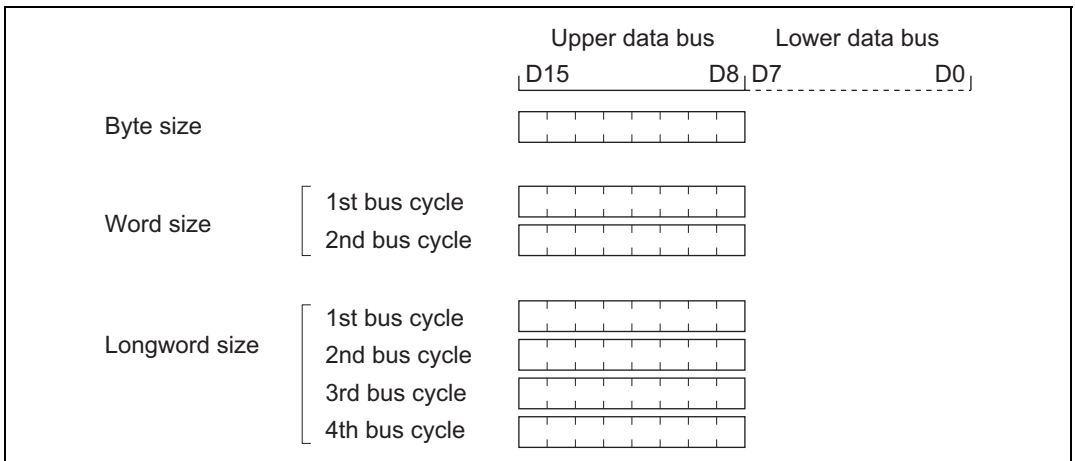 Upper data bus Lower data bus
D15 D8 D7 D0
Byte size
Word size
1st bus cycle
2nd bus cycle
Longword size
1st bus cycle
2nd bus cycle
3rd bus cycle
4th bus cycle